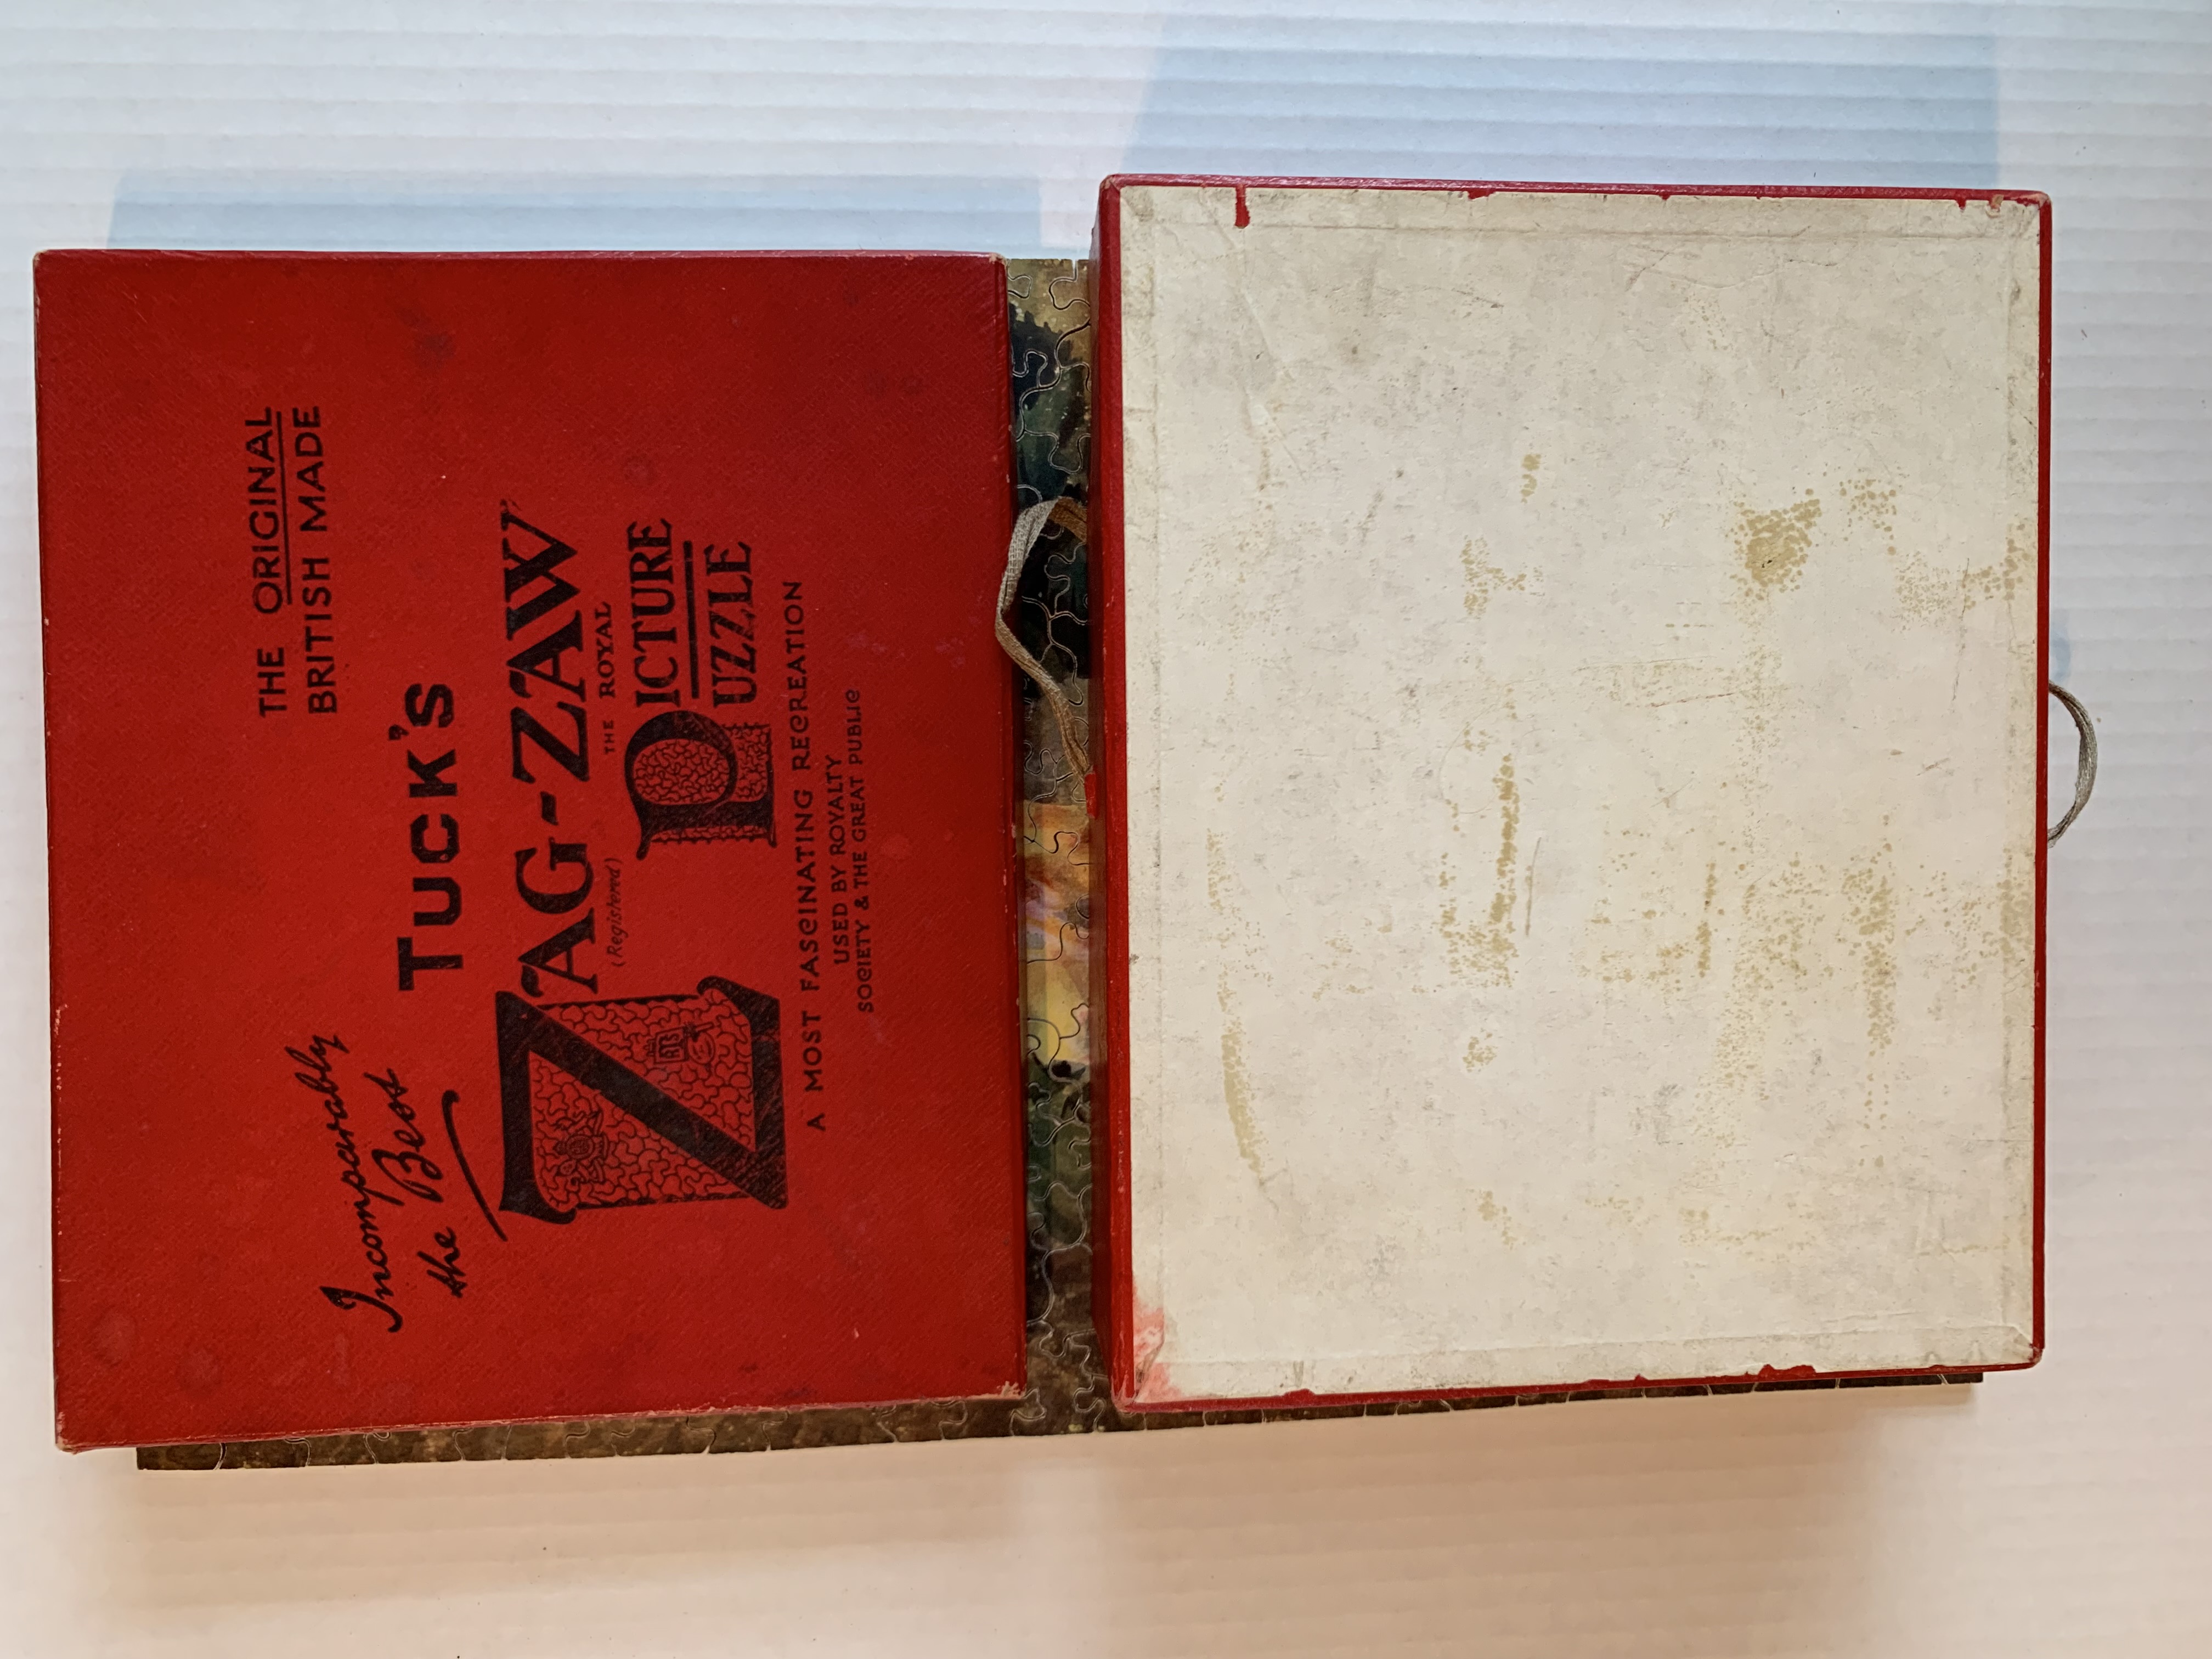 THE ORIGINAL
BRITISH MADE
Incomparably
the Best
TUCK'S
ZAG-ZAW
(Registered)
THE ROYAL
PICTURE
PUZZLE
A MOST FASCINATING RECREATION
USED BY ROYALTY
SOCIETY & THE GREAT PUBLIC
RTS